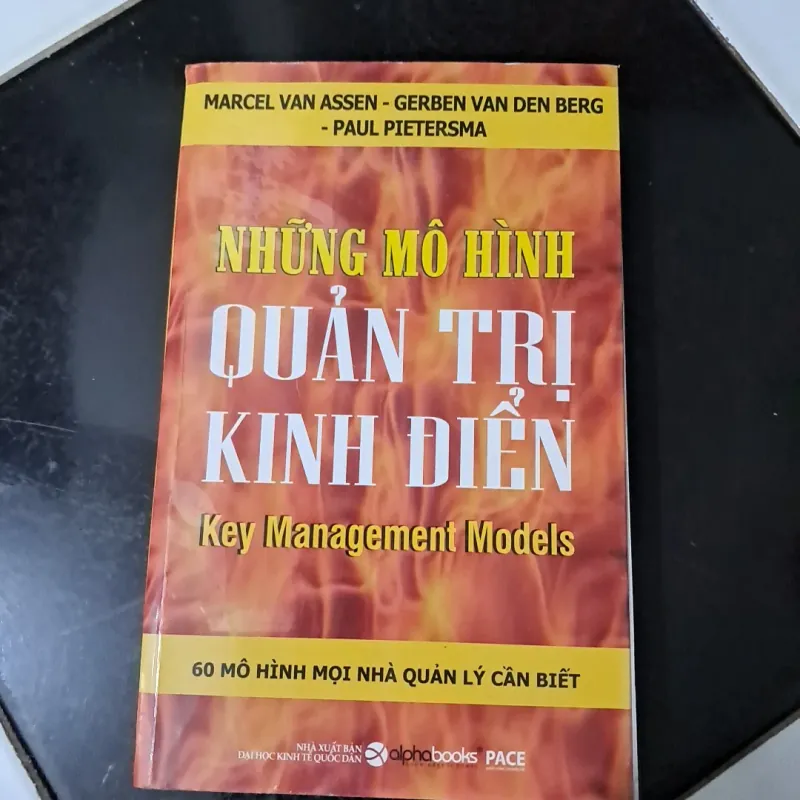 MARCEL VAN ASSEN - GERBEN VAN DEN BERG
- PAUL PIETERSMA
NHỮNG MÔ HÌNH
QUẢN TRỊ
KINH ĐIỂN
Key Management Models
60 MÔ HÌNH MỌI NHÀ QUẢN LÝ CẦN BIẾT
NHÀ XUẤT BẢN
ĐẠI HỌC KINH TẾ QUỐC DÂN
alphabooks
PACE